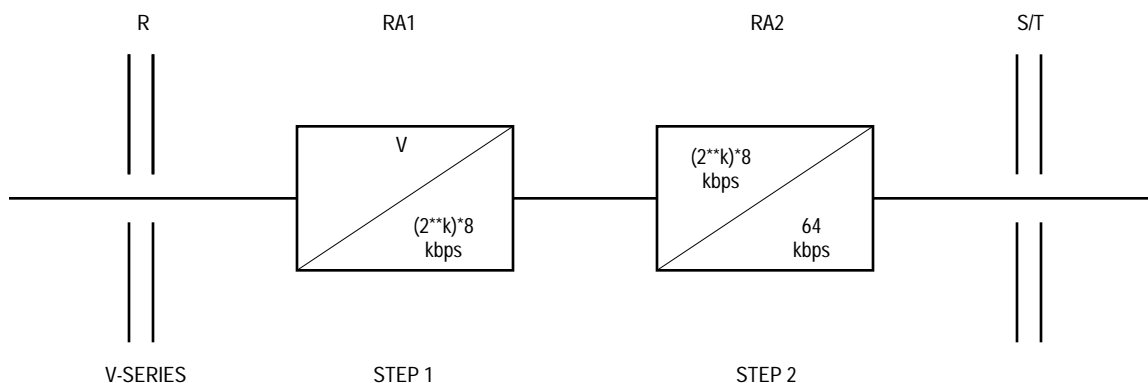 R
RA1
RA2
S/T
V
(2**k)*8
kbps
(2**k)*8
kbps
64
kbps
V-SERIES
STEP 1
STEP 2